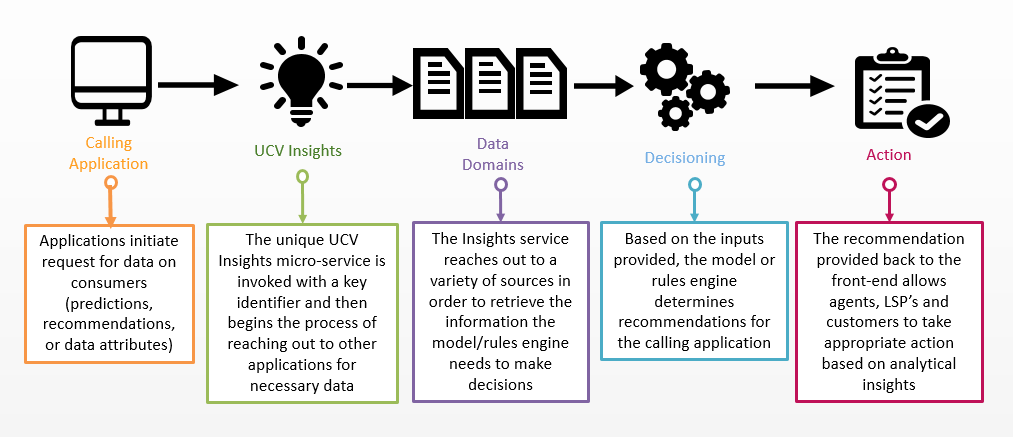 Calling
Application
UCV Insights
Data
Domains
Decisioning
Action
Applications initiate
request for data on
consumers
(predictions,
recommendations,
or data attributes)
The unique UCV
Insights micro-service is
invoked with a key
identifier and then
begins the process of
reaching out to other
applications for
necessary data
The Insights service
reaches out to a
variety of sources in
order to retrieve the
information the
model/rules engine
needs to make
decisions
Based on the inputs
provided, the model or
rules engine
determines
recommendations for
the calling application
The recommendation
provided back to the
front-end allows
agents, LSP's and
customers to take
appropriate action
based on analytical
insights